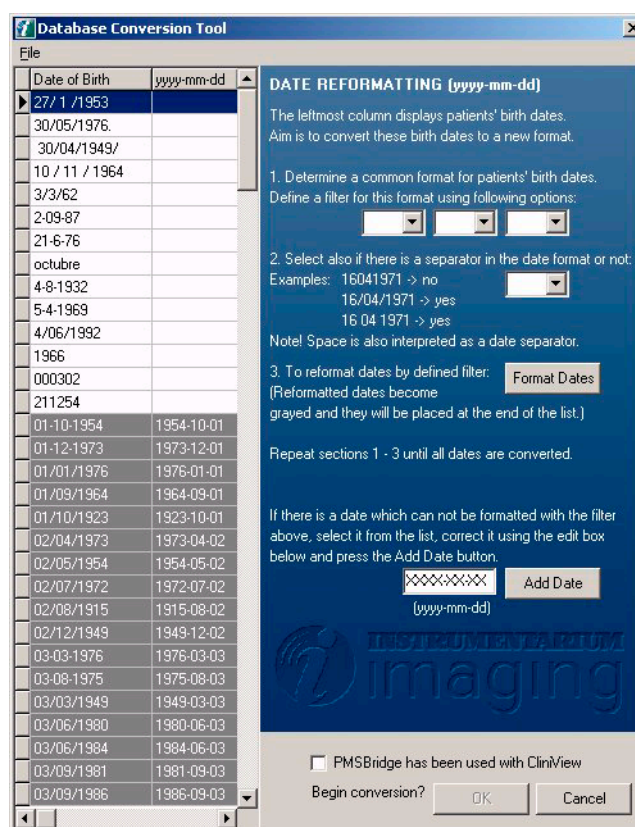 Database Conversion Tool
File
Date of Birth yyyy-mm-dd
27/ 1 /1953
30/05/1976.
30/04/1949/
10 / 11 / 1964
3/3/62
2-09-87
21-6-76
octubre
4-8-1932
5-4-1969
4/06/1992
1966
000302
211254
01-10-1954 1954-10-01
01-12-1973 1973-12-01
01/01/1976 1976-01-01
01/09/1964 1964-09-01
01/10/1923 1923-10-01
02/04/1973 1973-04-02
02/05/1954 1954-05-02
02/07/1972 1972-07-02
02/08/1915 1915-08-02
02/12/1949 1949-12-02
03-03-1976 1976-03-03
03-08-1975 1975-08-03
03/03/1949 1949-03-03
03/06/1980 1980-06-03
03/06/1984 1984-06-03
03/09/1981 1981-09-03
03/09/1986 1986-09-03
DATE REFORMATTING (yyyy-mm-dd)
The leftmost column displays patients' birth dates.
Aim is to convert these birth dates to a new format.
1. Determine a common format for patients' birth dates.
Define a filter for this format using following options:
2. Select also if there is a separator in the date format or not:
Examples: 16041971 -> no
16/04/1971 -> yes
16 04 1971 -> yes
Note! Space is also interpreted as a date separator.
3. To reformat dates by defined filter: Format Dates
(Reformatted dates become
grayed and they will be placed at the end of the list.)
Repeat sections 1 - 3 until all dates are converted.
If there is a date which can not be formatted with the filter
above, select it from the list, correct it using the edit box
below and press the Add Date button.
XXXX-XX-XX Add Date
(yyyy-mm-dd)
INSTRUMENTARIUM
imaging
PMSBridge has been used with CliniView
Begin conversion? OK Cancel